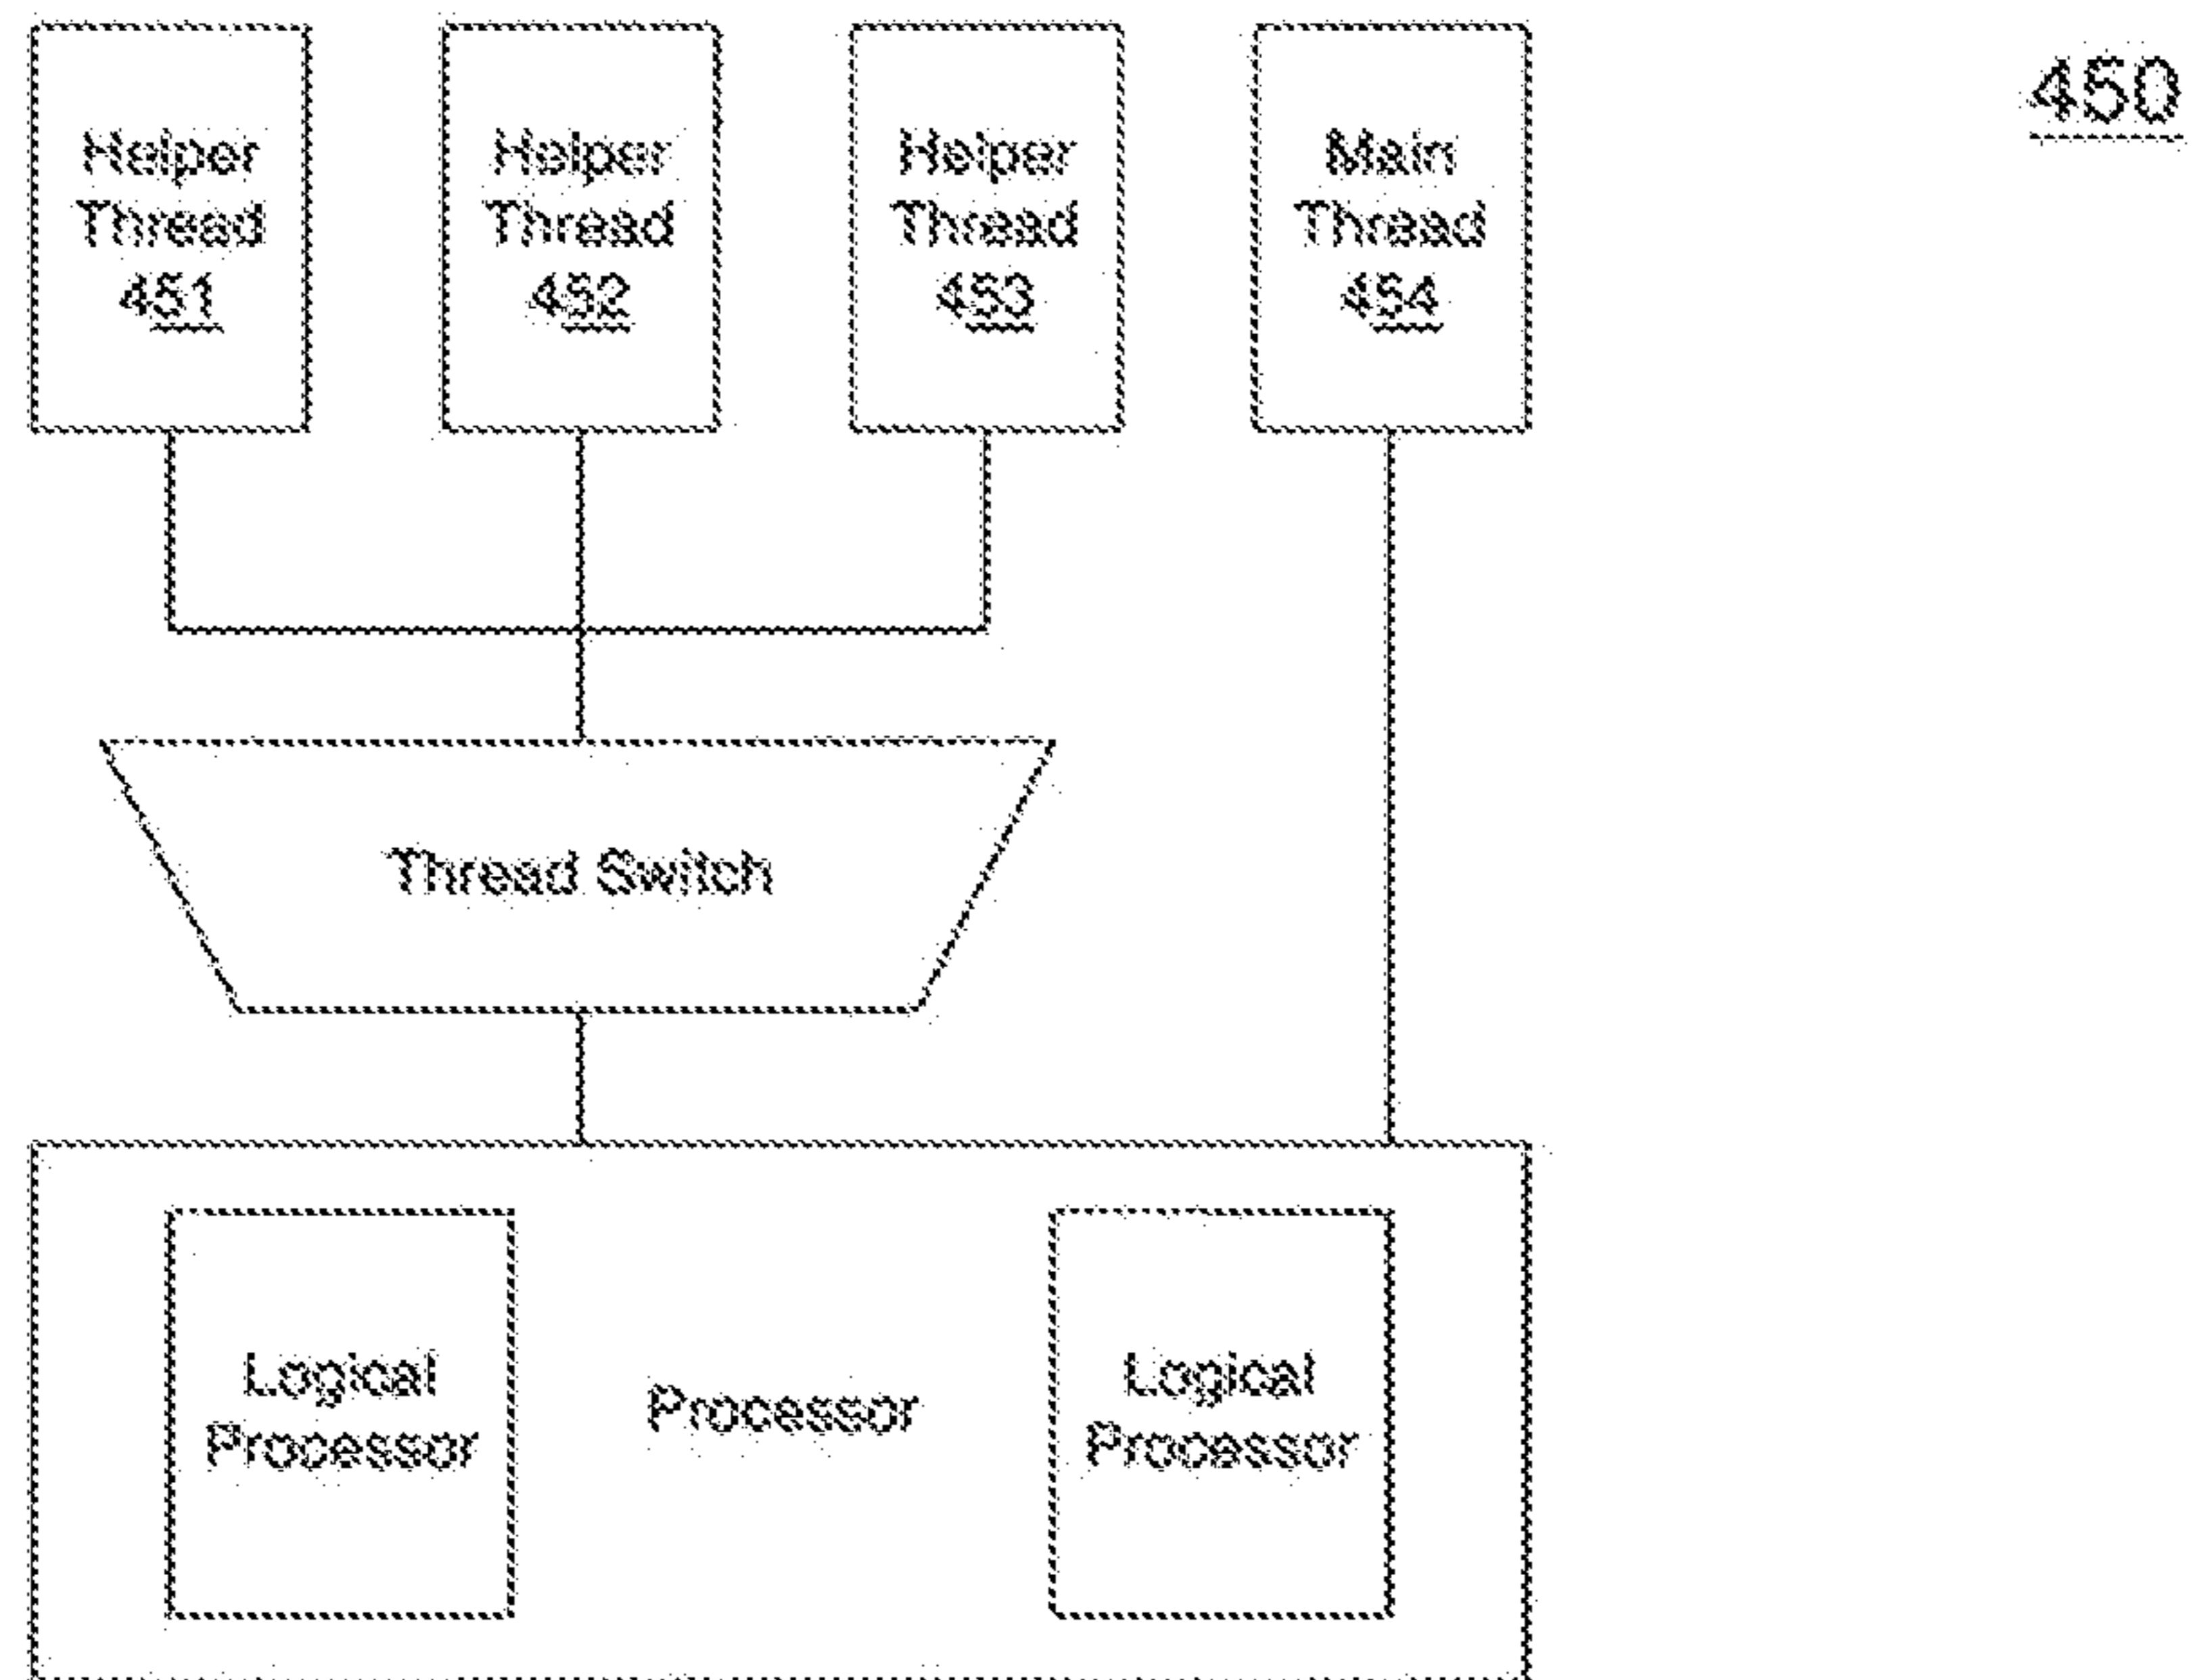 450
Helper
Thread
451
Helper
Thread
452
Helper
Thread
453
Main
Thread
454
Thread Switch
Logical
Processor
Processor
Logical
Processor